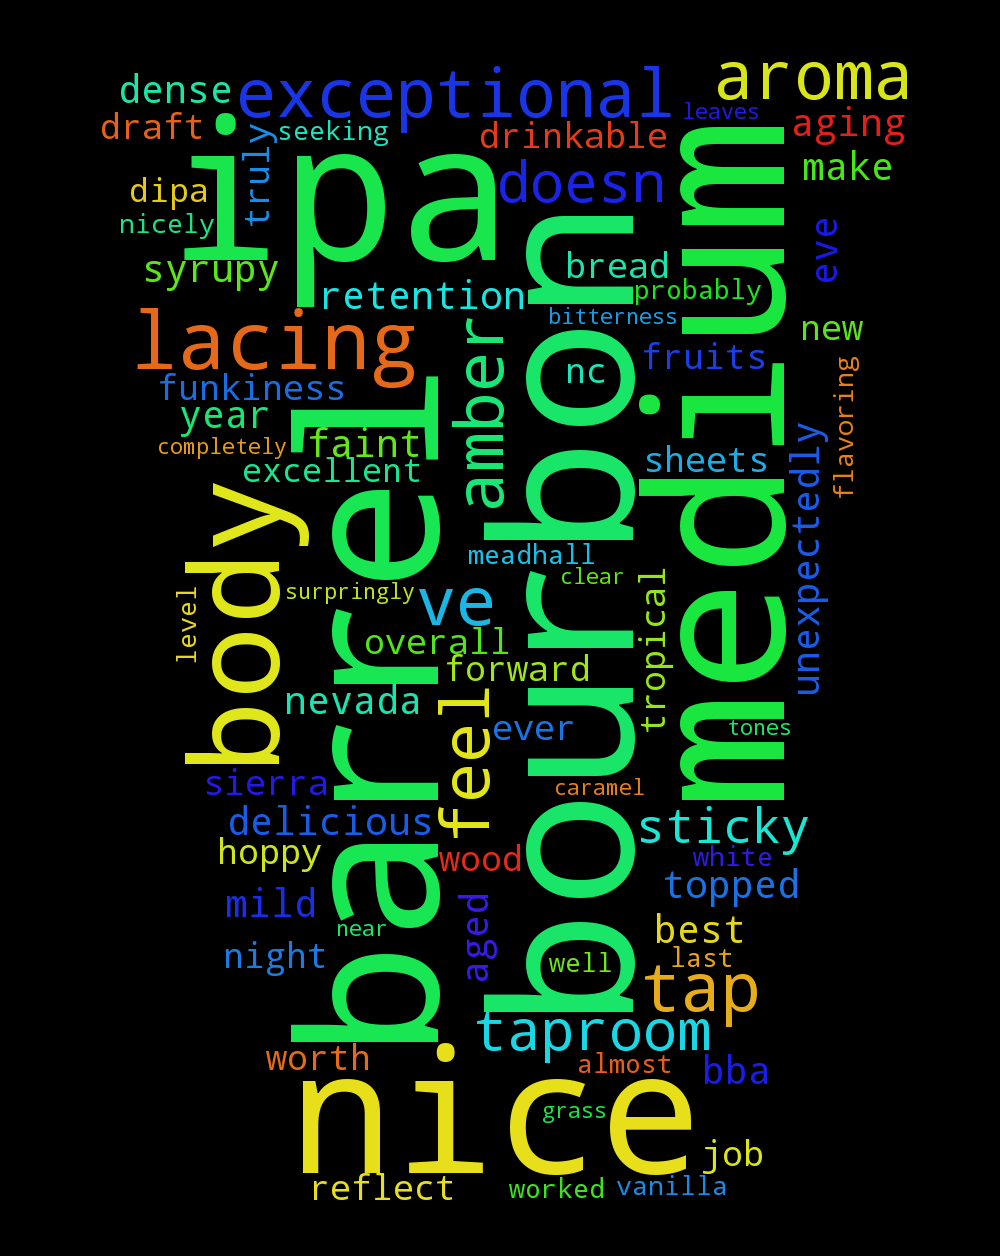 dense
exceptional
aroma
draft
truly
seeking
drinkable
leaves
aging
ipa
dipa
doesn
medium
make
nicely
bourbon
syrupy
retention
bread
probably
eve
bitterness
new
lacing
amber
nc
fruits
flavoring
funkiness
year
barrel
faint
completely
excellent
sheets
unexpectedly
body
meadhall
clear
level
surpringly
ve
tropical
overall
forward
nevada
feel
ever
tones
sierra
caramel
delicious
sticky
hoppy
wood
white
mild
aged
topped
near
best
night
well
last
tap
taproom
worth
almost
bba
nice
grass
job
reflect
worked
vanilla